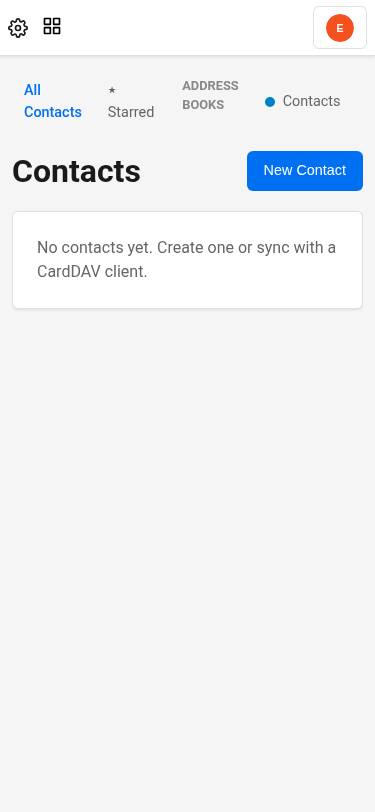 E
All
Contacts
★
Starred
ADDRESS
BOOKS
Contacts
Contacts
New Contact
No contacts yet. Create one or sync with a
CardDAV client.